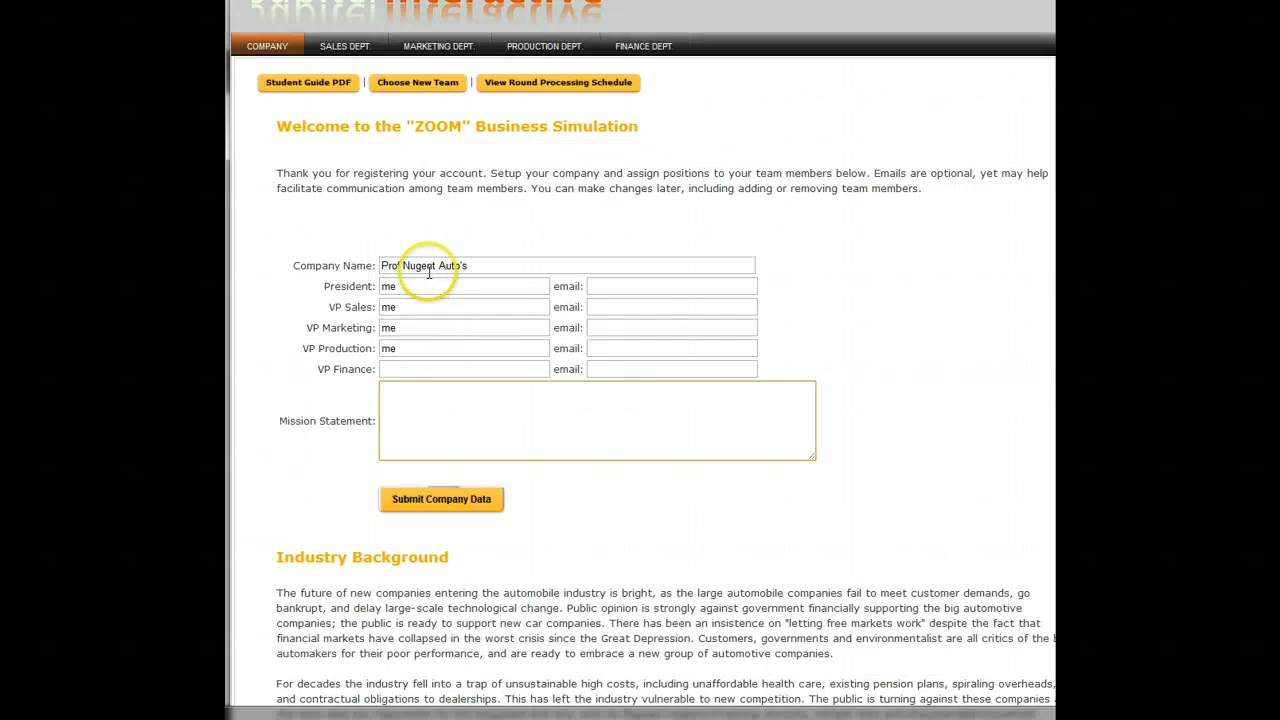 COMPANY SALES DEPT. MARKETING DEPT. PRODUCTION DEPT. FINANCE DEPT.
Student Guide PDF | Choose New Team | View Round Processing Schedule
Welcome to the "ZOOM" Business Simulation
Thank you for registering your account. Setup your company and assign positions to your team members below. Emails are optional, yet may help
facilitate communication among team members. You can make changes later, including adding or removing team members.
Company Name: Prof Nugent Auto's
President: me email:
VP Sales: me email:
VP Marketing: me email:
VP Production: me email:
VP Finance: email:
Mission Statement:
Submit Company Data
Industry Background
The future of new companies entering the automobile industry is bright, as the large automobile companies fail to meet customer demands, go
bankrupt, and delay large-scale technological change. Public opinion is strongly against government financially supporting the big automotive
companies; the public is ready to support new car companies. There has been an insistence on "letting free markets work" despite the fact that
financial markets have collapsed in the worst crisis since the Great Depression. Customers, governments and environmentalist are all critics of the
automakers for their poor performance, and are ready to embrace a new group of automotive companies.
For decades the industry fell into a trap of unsustainable high costs, including unaffordable health care, existing pension plans, spiraling overheads,
and contractual obligations to dealerships. This has left the industry vulnerable to new competition. The public is turning against these companies